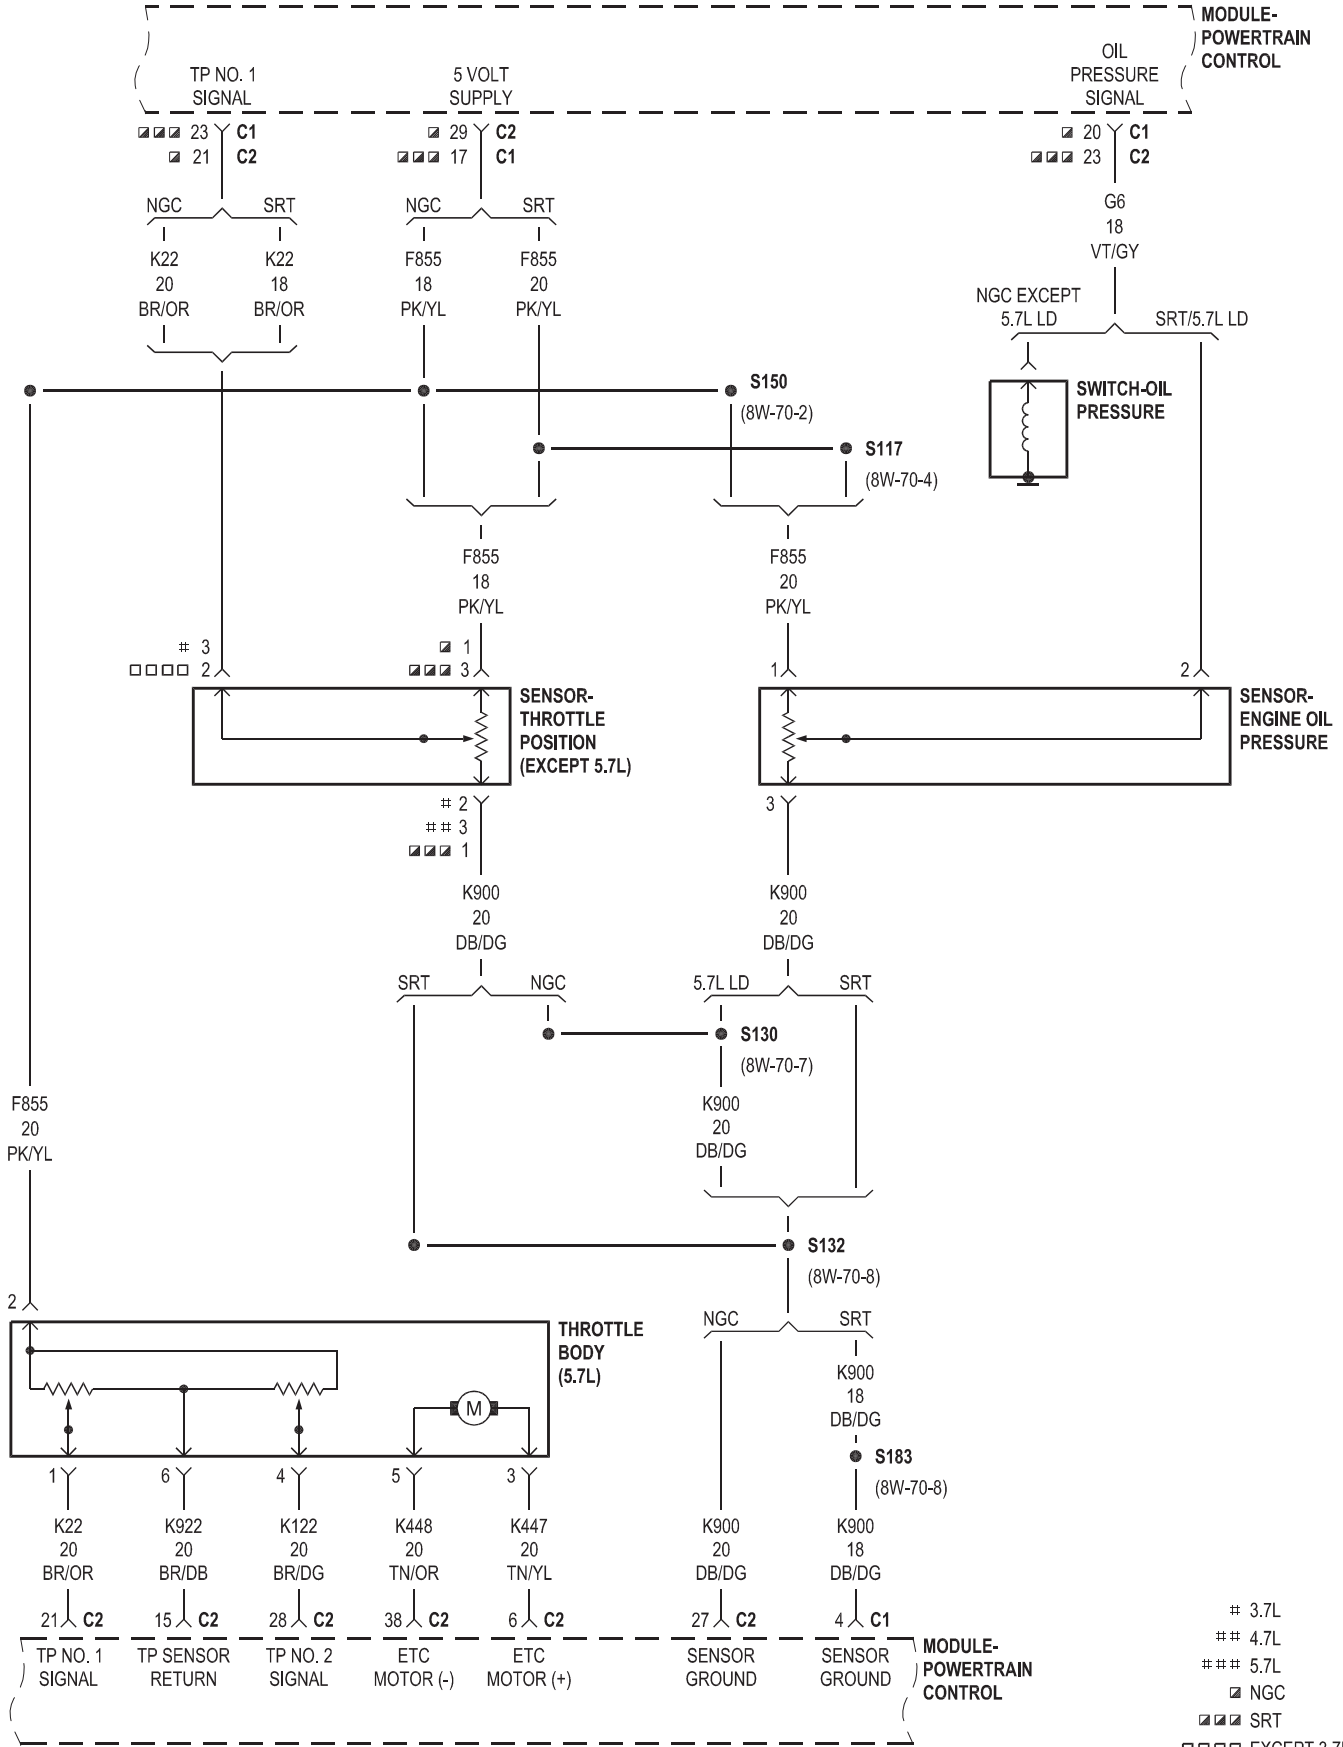 MODULE-
POWERTRAIN
CONTROL
TP NO. 1
SIGNAL
5 VOLT
SUPPLY
OIL
PRESSURE
SIGNAL
23 C1
21 C2
29 C2
17 C1
20 C1
23 C2
NGC SRT
NGC SRT
G6
18
VT/GY
K22
20
BR/OR
K22
18
BR/OR
F855
18
PK/YL
F855
20
PK/YL
NGC EXCEPT
5.7L LD
SRT/5.7L LD
S150
(8W-70-2)
SWITCH-OIL
PRESSURE
S117
(8W-70-4)
F855
18
PK/YL
F855
20
PK/YL
# 3
2
1
3
1
2
SENSOR-
THROTTLE
POSITION
(EXCEPT 5.7L)
SENSOR-
ENGINE OIL
PRESSURE
# 2
## 3
1
3
K900
20
DB/DG
K900
20
DB/DG
SRT NGC
5.7L LD SRT
S130
(8W-70-7)
F855
20
PK/YL
K900
20
DB/DG
S132
(8W-70-8)
2
THROTTLE
BODY
(5.7L)
M
NGC SRT
K900
18
DB/DG
S183
(8W-70-8)
1 6 4 5 3
K22
20
BR/OR
K922
20
BR/DB
K122
20
BR/DG
K448
20
TN/OR
K447
20
TN/YL
K900
20
DB/DG
K900
18
DB/DG
21 C2
15 C2
28 C2
38 C2
6 C2
27 C2
4 C1
TP NO. 1
SIGNAL
TP SENSOR
RETURN
TP NO. 2
SIGNAL
ETC
MOTOR (-)
ETC
MOTOR (+)
SENSOR
GROUND
SENSOR
GROUND
MODULE-
POWERTRAIN
CONTROL
# 3.7L
## 4.7L
### 5.7L
NGC
SRT
EXCEPT